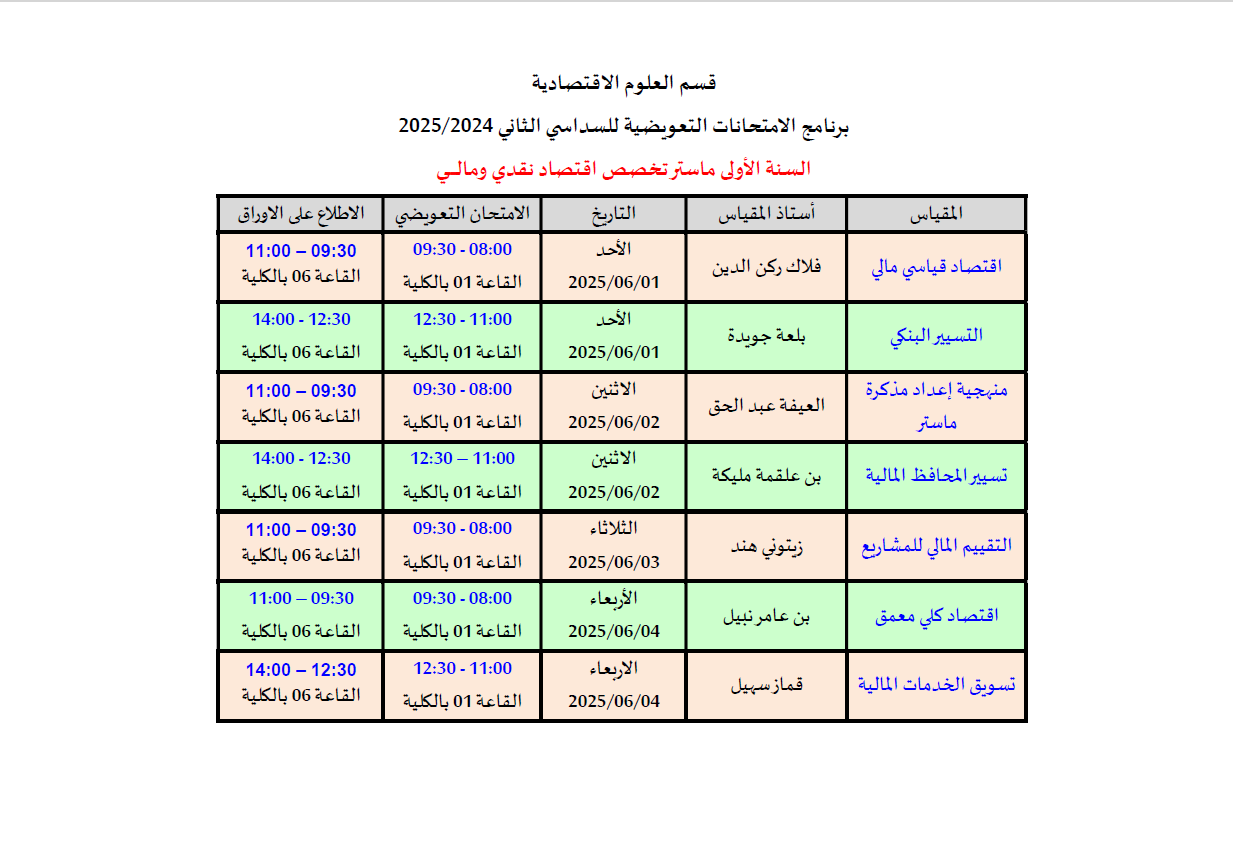 قسم العلوم الاقتصادية
برنامج الامتحانات التعويضية للسداسي الثاني 2025/2024
السنة الأولى ماستر تخصص اقتصاد نقدي ومالي
المقياس	أستاذ المقياس	التاريخ	الامتحان التعويضي	الاطلاع على الاوراق
اقتصاد قياسي مالي	فلاك ركن الدين	الأحد 2025/06/01	09:30 - 08:00 القاعة 01 بالكلية	11:00 – 09:30 القاعة 06 بالكلية
التسيير البنكي	بلعة جويدة	الأحد 2025/06/01	12:30 - 11:00 القاعة 01 بالكلية	14:00 - 12:30 القاعة 06 بالكلية
منهجية إعداد مذكرة ماستر	العيفة عبد الحق	الاثنين 2025/06/02	09:30 - 08:00 القاعة 01 بالكلية	11:00 – 09:30 القاعة 06 بالكلية
تسيير المحافظ المالية	بن علقمة مليكة	الاثنين 2025/06/02	12:30 – 11:00 القاعة 01 بالكلية	14:00 - 12:30 القاعة 06 بالكلية
التقييم المالي للمشاريع	زيتوني هند	الثلاثاء 2025/06/03	09:30 - 08:00 القاعة 01 بالكلية	11:00 – 09:30 القاعة 06 بالكلية
اقتصاد كلي معمق	بن عامر نبيل	الأربعاء 2025/06/04	09:30 - 08:00 القاعة 01 بالكلية	11:00 – 09:30 القاعة 06 بالكلية
تسويق الخدمات المالية	قماز سهيل	الاربعاء 2025/06/04	12:30 - 11:00 القاعة 01 بالكلية	14:00 – 12:30 القاعة 06 بالكلية